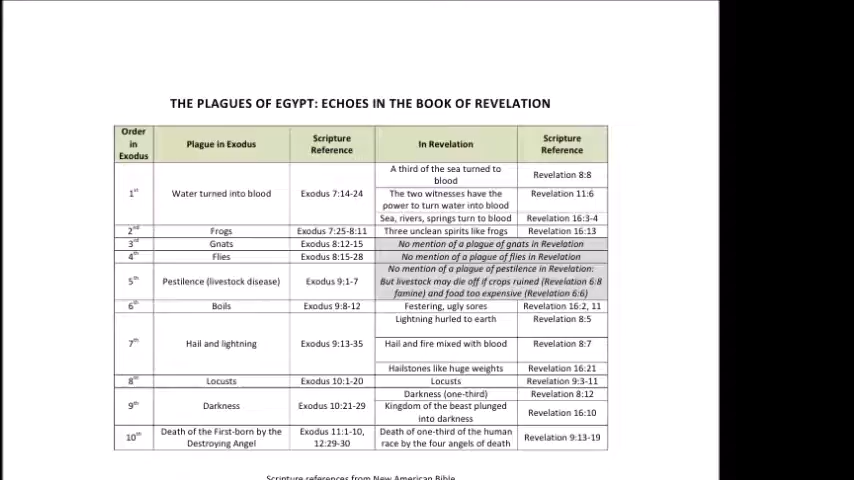 THE PLAGUES OF EGYPT: ECHOES IN THE BOOK OF REVELATION
Order in Exodus | Plague in Exodus | Scripture Reference | In Revelation | Scripture Reference
1st | Water turned into blood | Exodus 7:14-24 | A third of the sea turned to blood | Revelation 8:8
The two witnesses have the power to turn water into blood | Revelation 11:6
Sea, rivers, springs turn to blood | Revelation 16:3-4
2nd | Frogs | Exodus 7:25-8:11 | Three unclean spirits like frogs | Revelation 16:13
3rd | Gnats | Exodus 8:12-15 | No mention of a plague of gnats in Revelation
4th | Flies | Exodus 8:15-28 | No mention of a plague of flies in Revelation
5th | Pestilence (livestock disease) | Exodus 9:1-7 | No mention of a plague of pestilence in Revelation: But livestock may die off if crops ruined (Revelation 6:8 famine) and food too expensive (Revelation 6:6)
6th | Boils | Exodus 9:8-12 | Festering, ugly sores | Revelation 16:2, 11
7th | Hail and lightning | Exodus 9:13-35 | Lightning hurled to earth | Revelation 8:5
Hail and fire mixed with blood | Revelation 8:7
Hailstones like huge weights | Revelation 16:21
8th | Locusts | Exodus 10:1-20 | Locusts | Revelation 9:3-11
9th | Darkness | Exodus 10:21-29 | Darkness (one-third) | Revelation 8:12
Kingdom of the beast plunged into darkness | Revelation 16:10
10th | Death of the First-born by the Destroying Angel | Exodus 11:1-10, 12:29-30 | Death of one-third of the human race by the four angels of death | Revelation 9:13-19
Scripture references from New American Bible